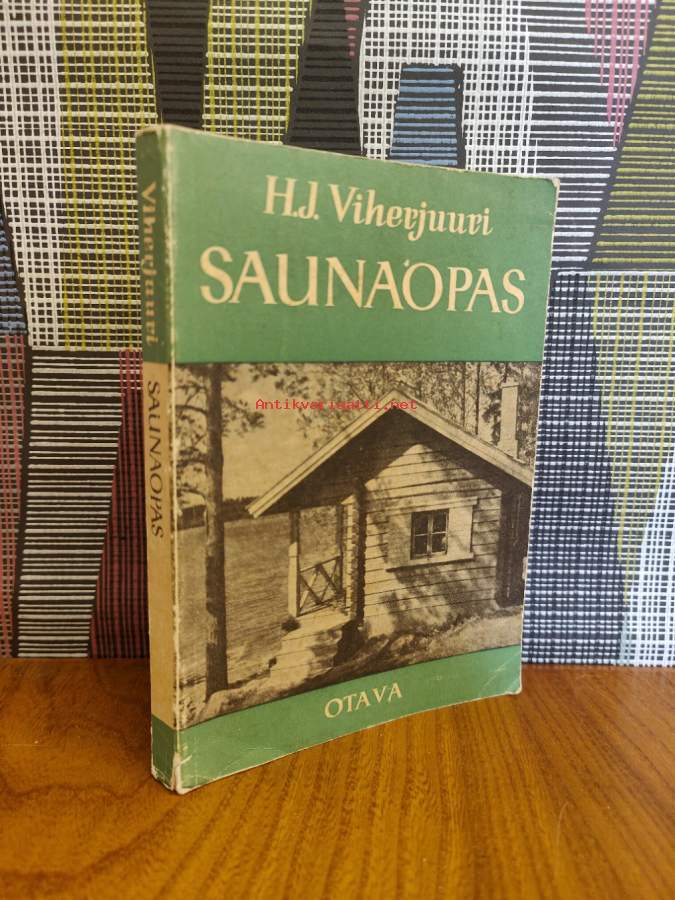 H.J. Viherjuuri
SAUNAOPAS
Antikvariaatti.net
OTAVA
Viherjuuri
SAUNAOPAS